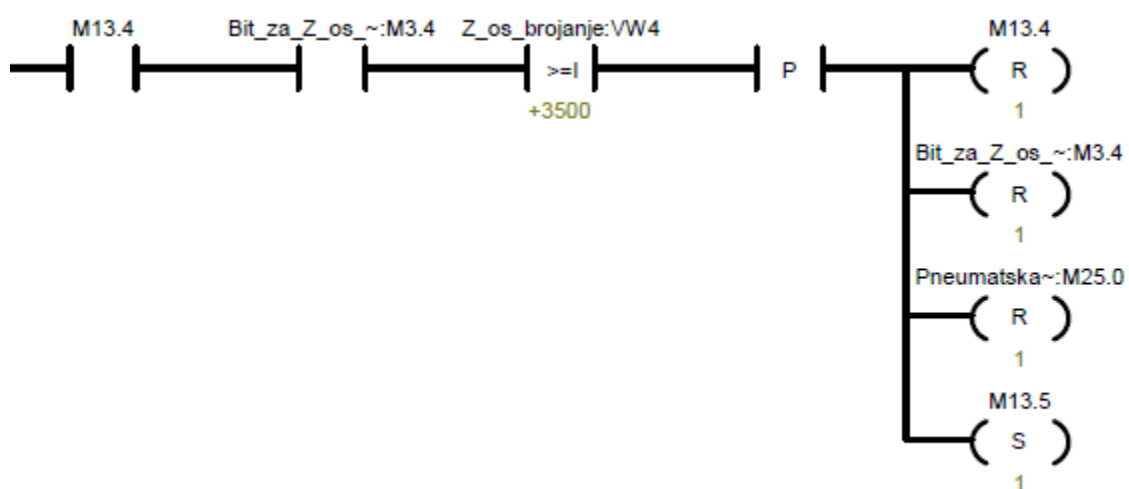 M13.4 Bit_za_Z_os_~:M3.4 Z_os_brojanje:VW4 M13.4
>=I P R
+3500 1
Bit_za_Z_os_~:M3.4
R
1
Pneumatska~:M25.0
R
1
M13.5
S
1